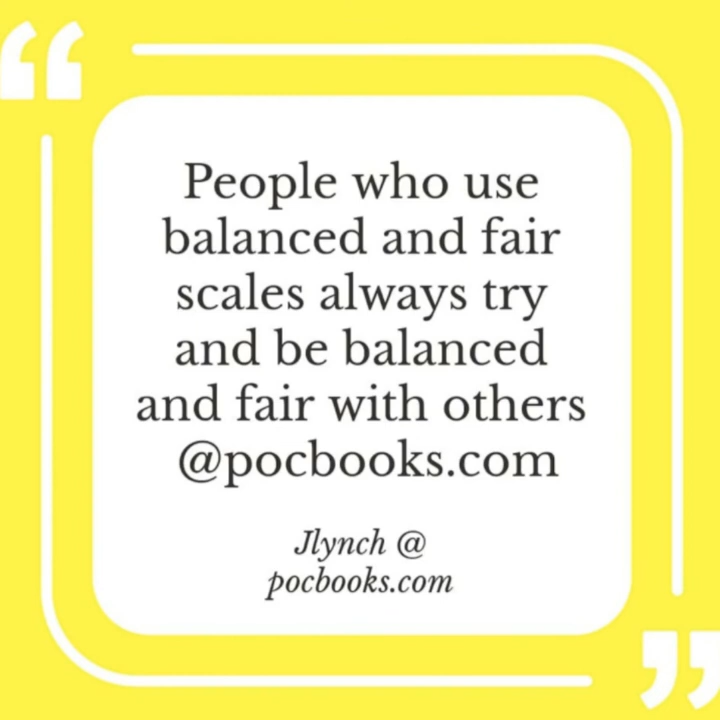 People who use
balanced and fair
scales always try
and be balanced
and fair with others
@pocbooks.com
Jlynch @
pocbooks.com